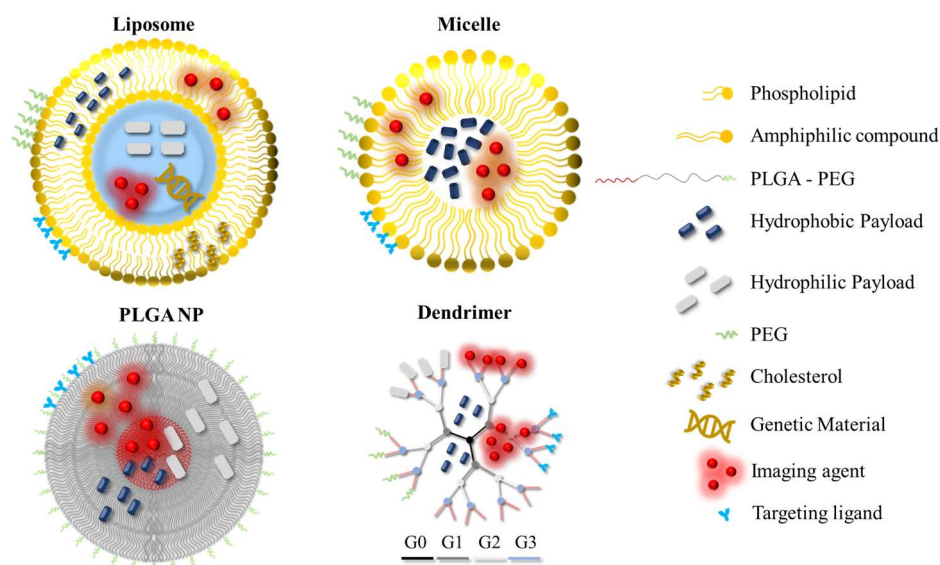 Liposome
Micelle
PLGA NP
Dendrimer
G0 G1 G2 G3
Phospholipid
Amphiphilic compound
PLGA - PEG
Hydrophobic Payload
Hydrophilic Payload
PEG
Cholesterol
Genetic Material
Imaging agent
Targeting ligand